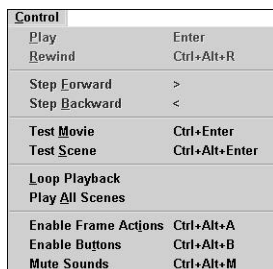 Control
Play Enter
Rewind Ctrl+Alt+R
Step Forward >
Step Backward <
Test Movie Ctrl+Enter
Test Scene Ctrl+Alt+Enter
Loop Playback
Play All Scenes
Enable Frame Actions Ctrl+Alt+A
Enable Buttons Ctrl+Alt+B
Mute Sounds Ctrl+Alt+M